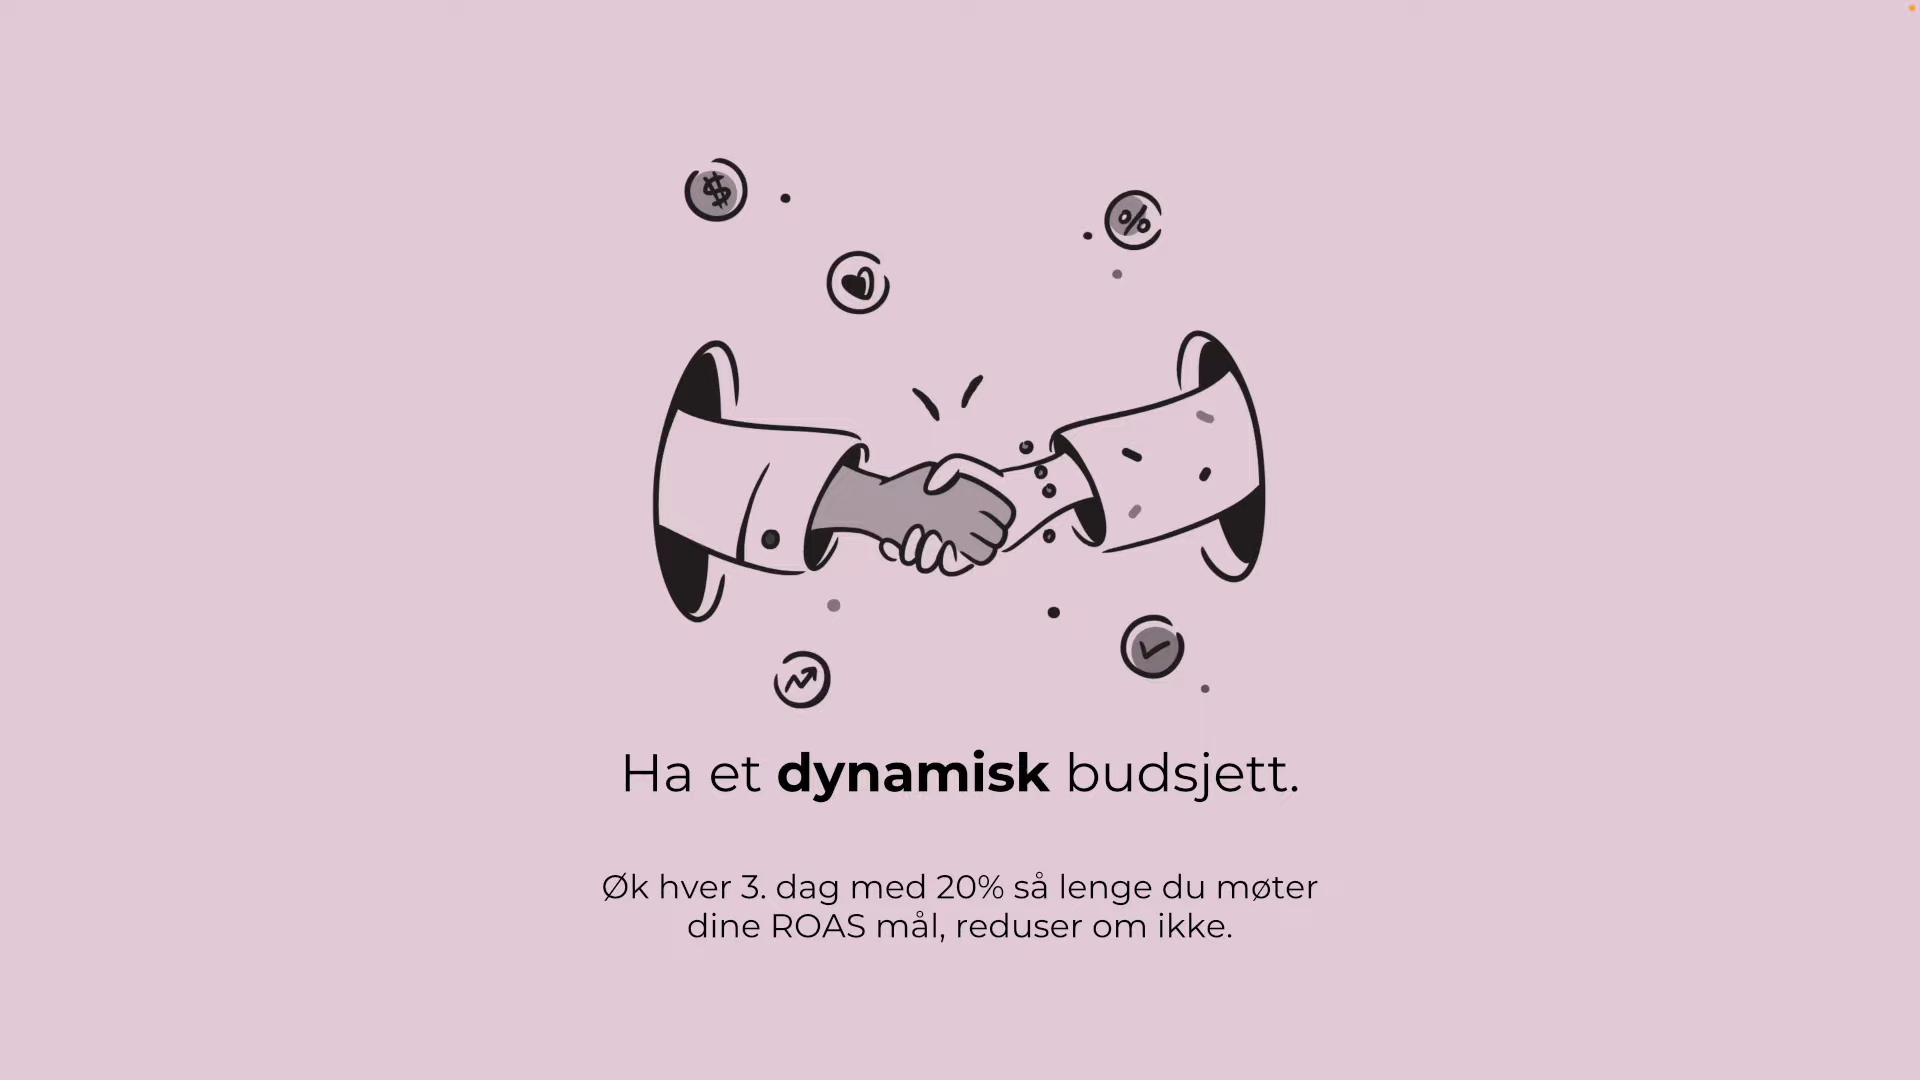 $
%
Ha et dynamisk budsjett.
Øk hver 3. dag med 20% så lenge du møter
dine ROAS mål, reduser om ikke.